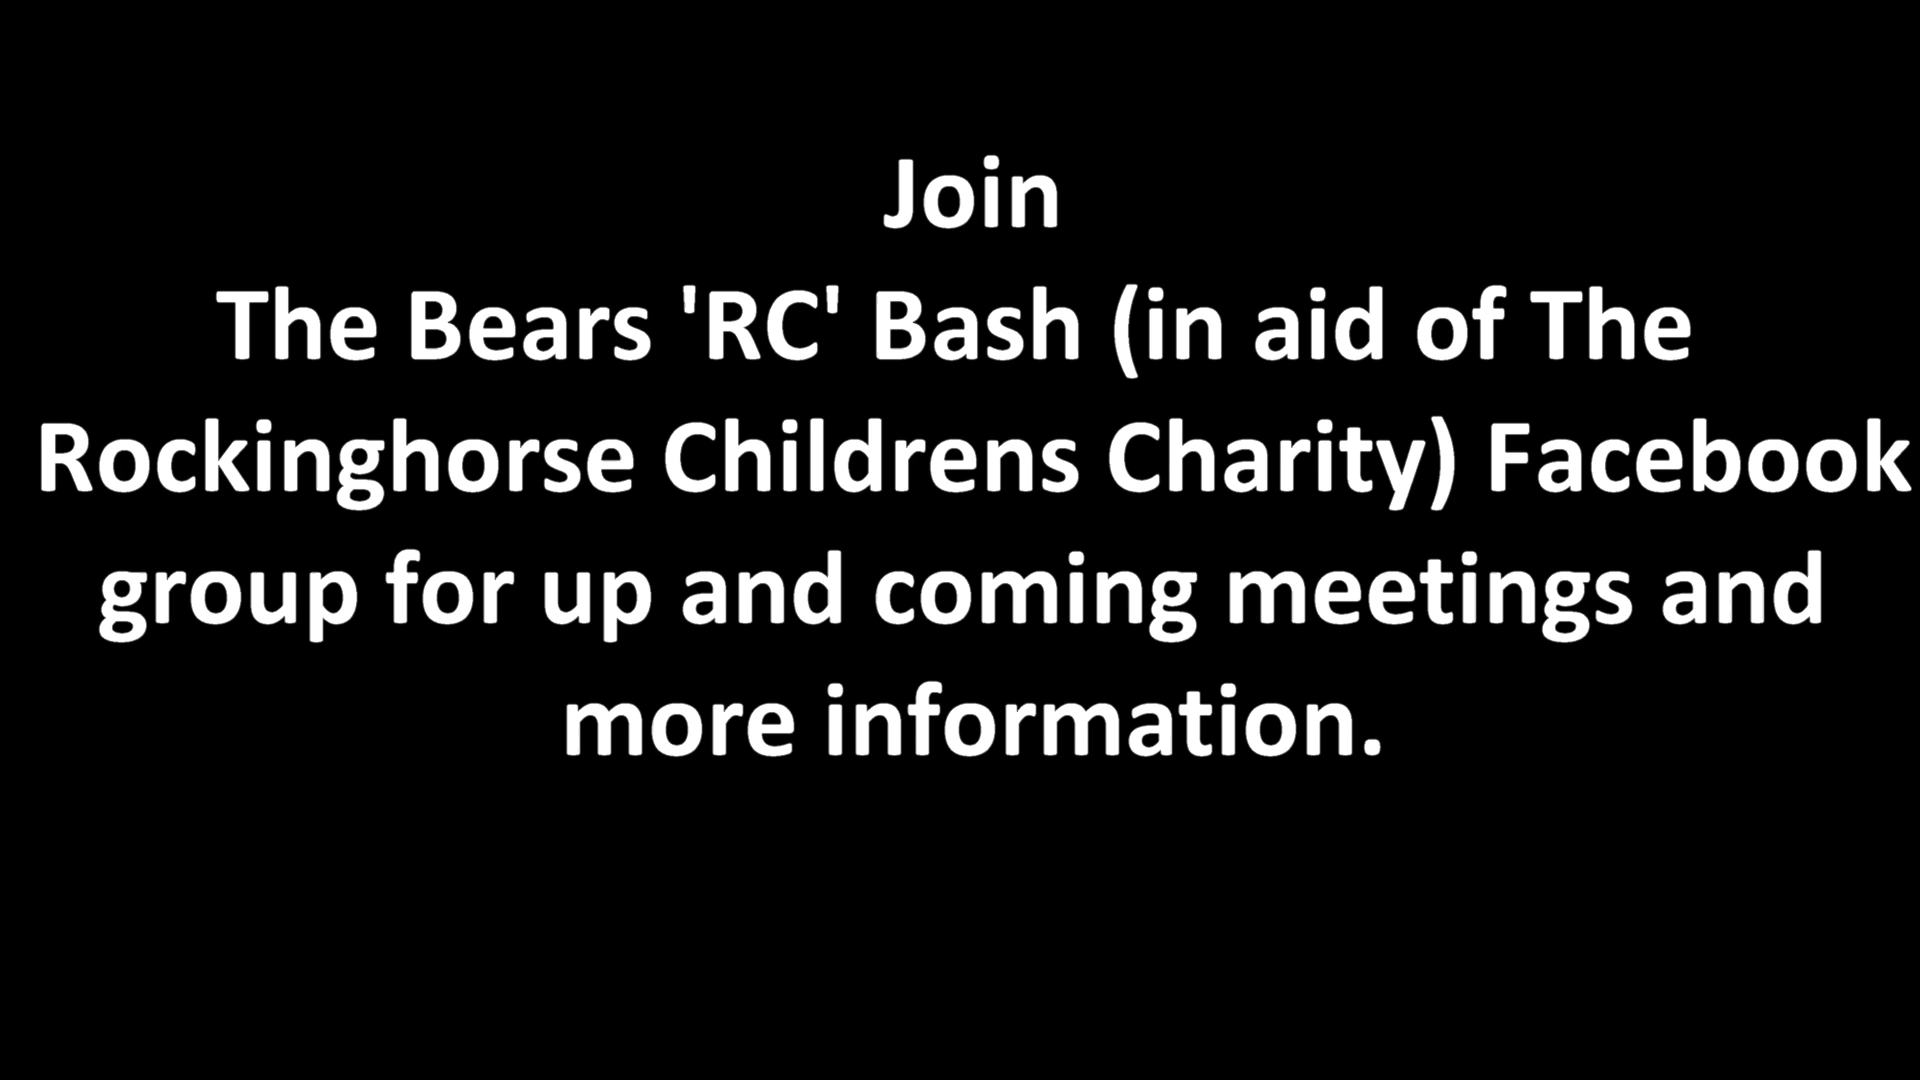 Join
The Bears 'RC' Bash (in aid of The
Rockinghorse Childrens Charity) Facebook
group for up and coming meetings and
more information.